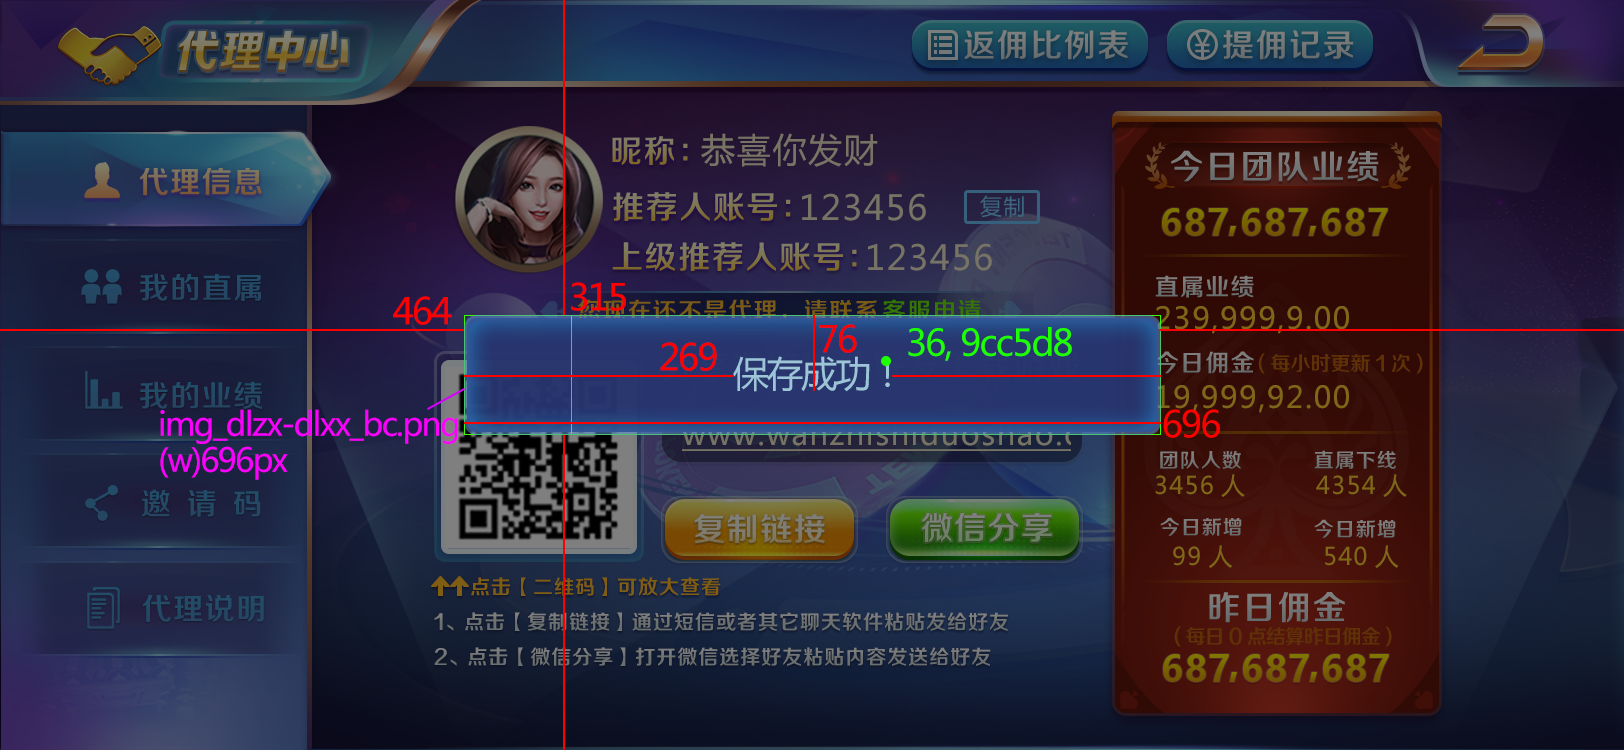 代理中心
返佣比例表
提佣记录
代理信息
我的直属
我的业绩
邀请码
代理说明
昵称：恭喜你发财
推荐人账号：123456
复制
上级推荐人账号：123456
您现在还不是代理，请联系客服申请
464
315
269
76
36, 9cc5d8
保存成功！
696
img_dlzx-dlxx_bc.png
(w)696px
www.wanzhishiduoshao.c
复制链接
微信分享
点击【二维码】可放大查看
1、点击【复制链接】通过短信或者其它聊天软件粘贴发给好友
2、点击【微信分享】打开微信选择好友粘贴内容发送给好友
今日团队业绩
687,687,687
直属业绩
239,999,9.00
今日佣金（每小时更新1次）
19,999,92.00
团队人数
直属下线
3456 人
4354 人
今日新增
今日新增
99 人
540 人
昨日佣金
（每日0点结算昨日佣金）
687,687,687